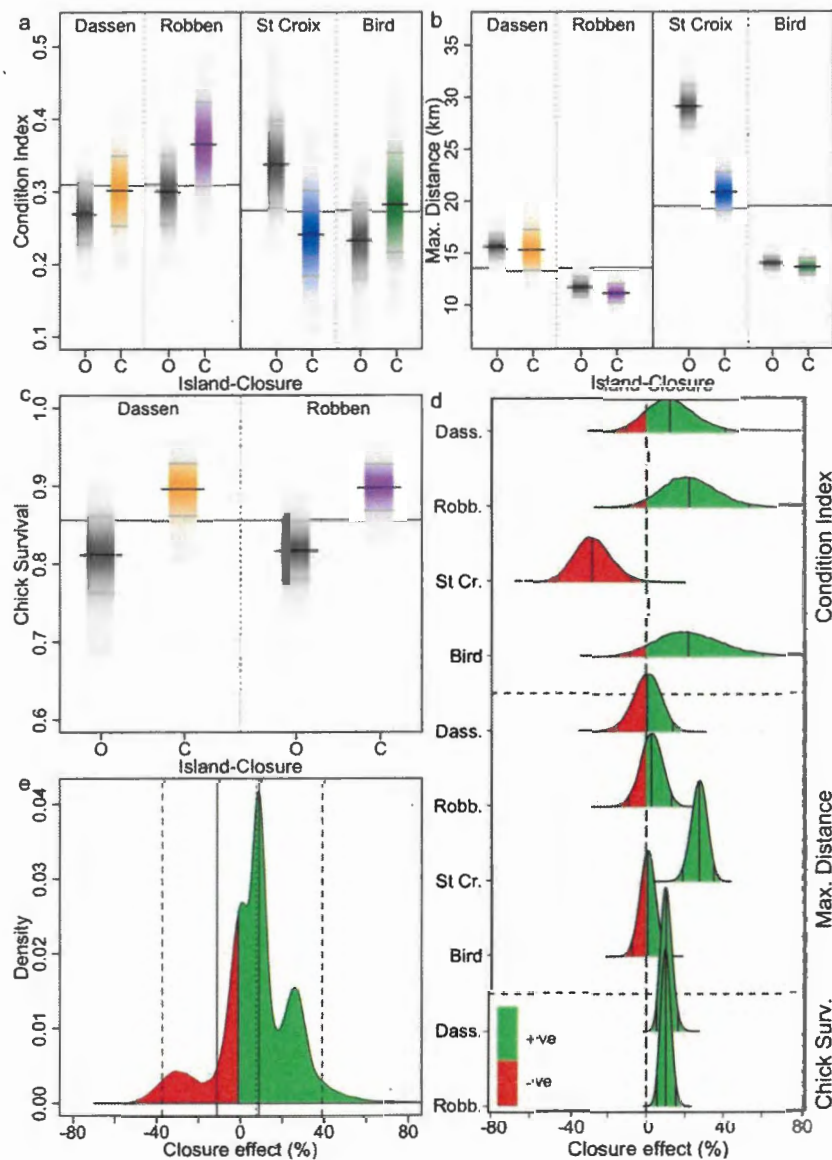 a
Dassen
Robben
St Croix
Bird
Condition Index
0.5
0.4
0.3
0.2
0.1
O
C
O
C
O
C
O
C
Island-Closure
b
Dassen
Robben
St Croix
Bird
Max. Distance (km)
35
30
25
20
15
10
O
C
O
C
O
C
O
C
Island-Closure
c
Dassen
Robben
Chick Survival
1.0
0.9
0.8
0.7
0.6
O
C
O
C
Island-Closure
d
Dass.
Robb.
St Cr.
Bird
Condition Index
Dass.
Robb.
St Cr.
Bird
Max. Distance
Dass.
Robb.
Chick Surv.
+ve
-ve
-80
-40
0
40
80
Closure effect (%)
e
Density
0.04
0.03
0.02
0.01
0.00
-80
-40
0
40
80
Closure effect (%)